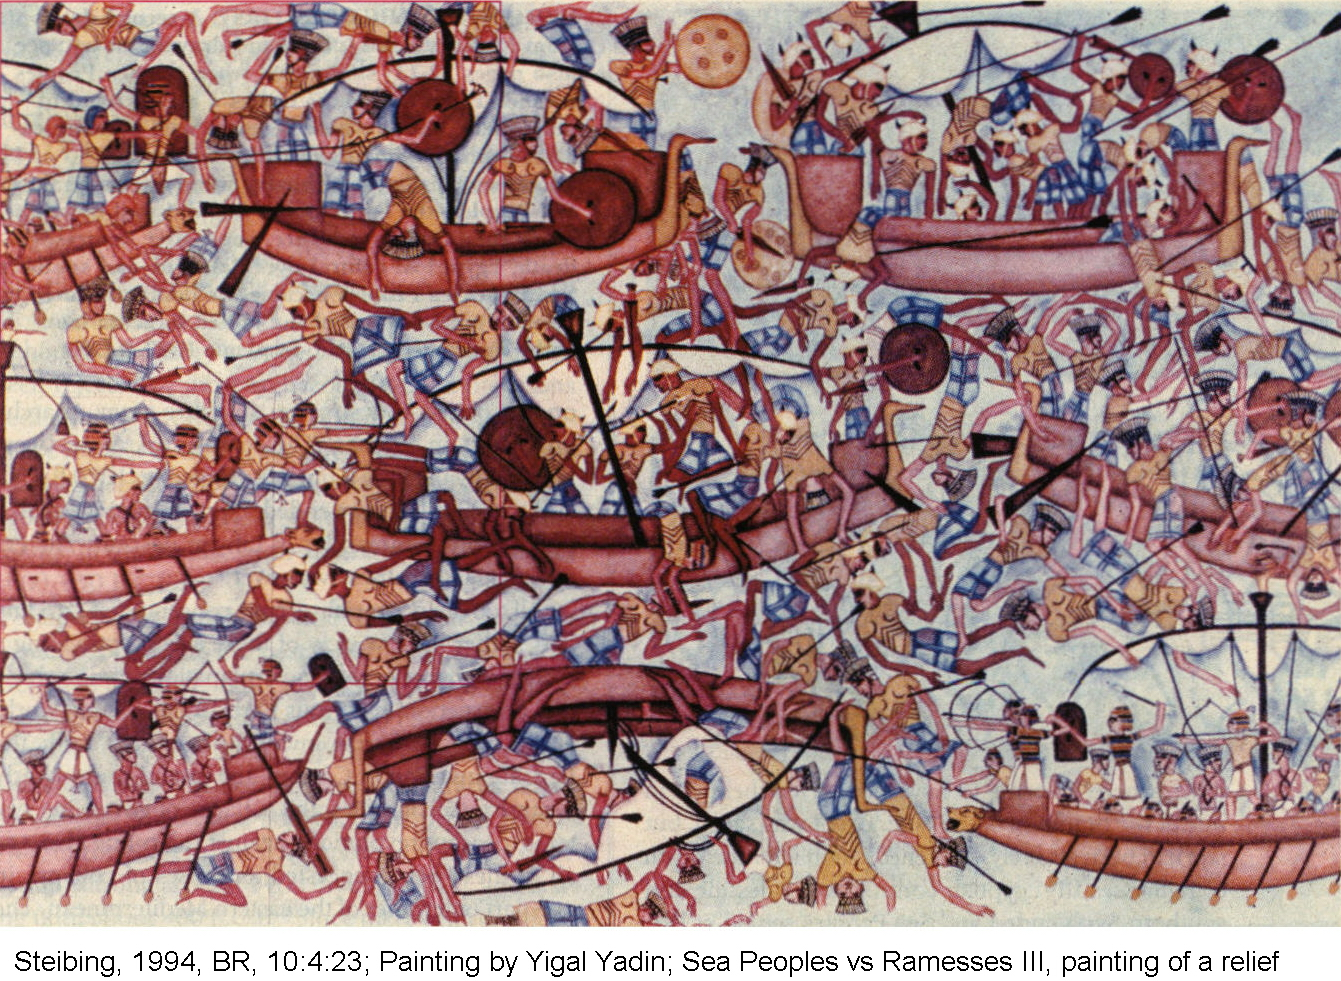 Steibing, 1994, BR, 10:4:23; Painting by Yigal Yadin; Sea Peoples vs Ramesses III, painting of a relief